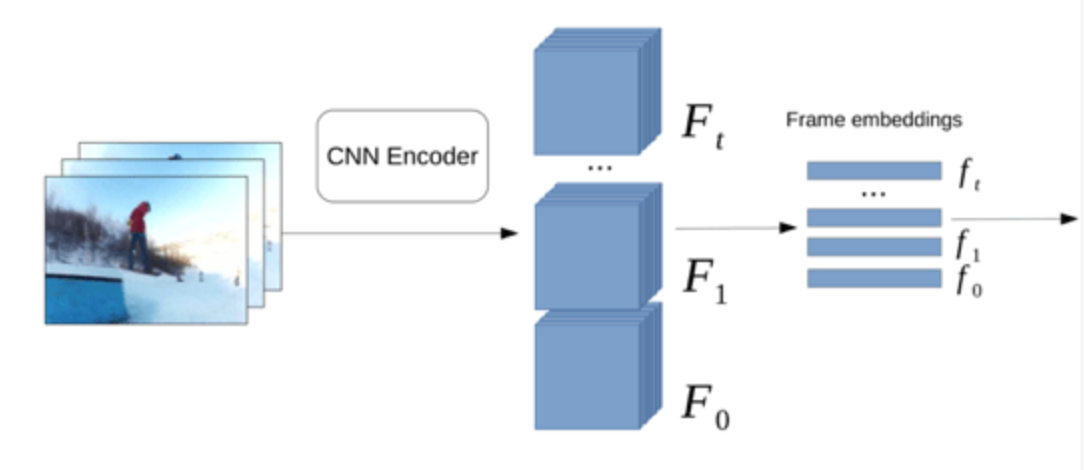 CNN Encoder
F_t
...
F_1
F_0
Frame embeddings
f_t
...
f_1
f_0